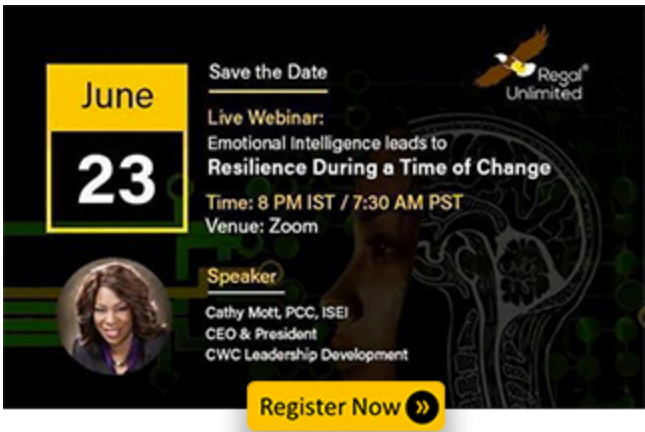 June
23
Save the Date
Live Webinar:
Emotional Intelligence leads to
Resilience During a Time of Change
Time: 8 PM IST / 7:30 AM PST
Venue: Zoom
Regal®
Unlimited
Speaker
Cathy Mott, PCC, ISEI
CEO & President
CWC Leadership Development
Register Now »